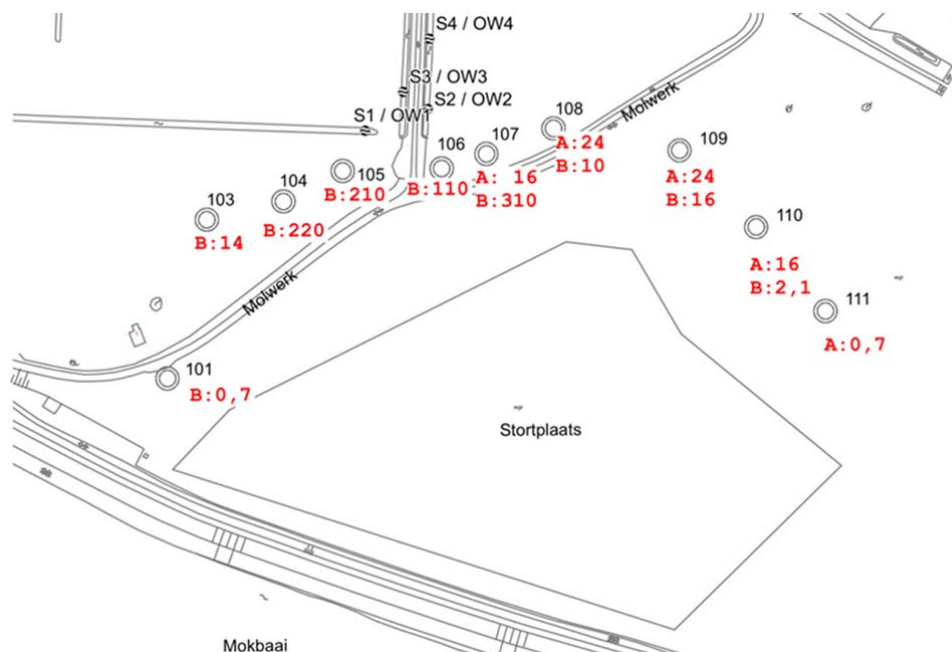 S4 / OW4
S3 / OW3
S2 / OW2
S1 / OW1
Molwerk
108
A:24
B:10
107
A: 16
B:310
106
B:110
105
B:210
104
B:220
103
B:14
109
A:24
B:16
110
A:16
B:2,1
111
A:0,7
Molwerk
101
B:0,7
Stortplaats
Mokbaai